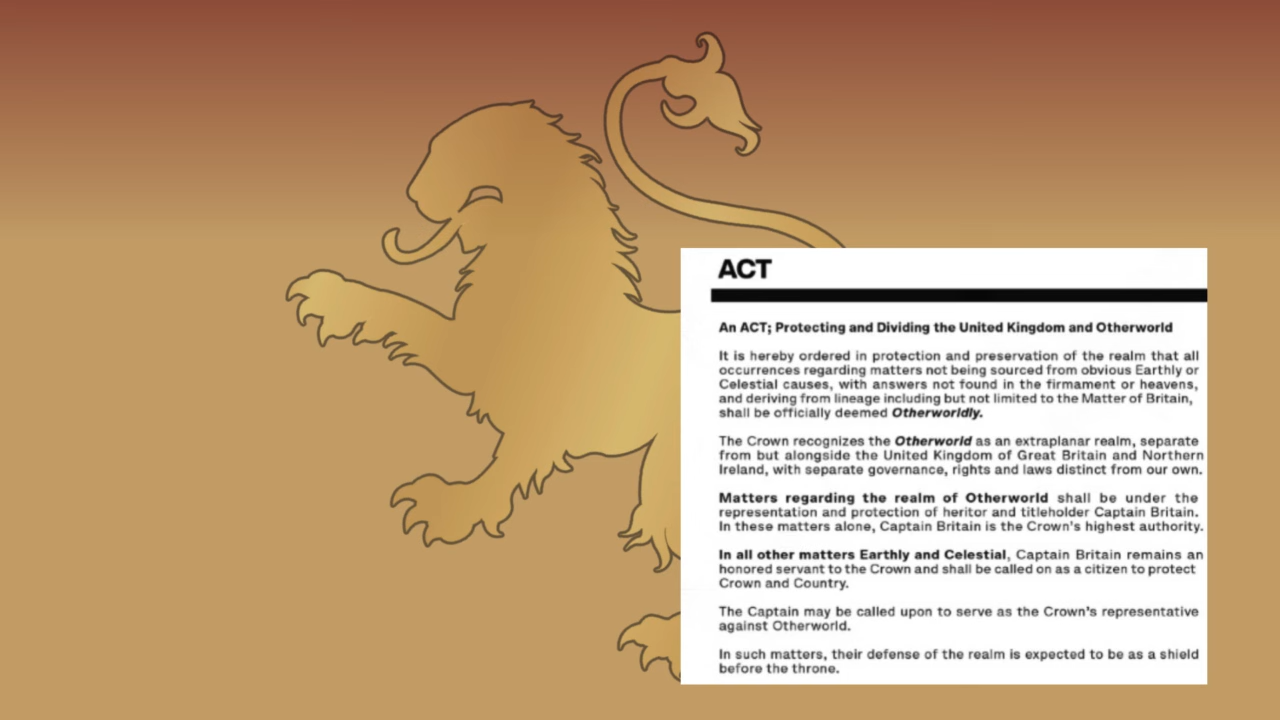 ACT
An ACT; Protecting and Dividing the United Kingdom and Otherworld
It is hereby ordered in protection and preservation of the realm that all
occurrences regarding matters not being sourced from obvious Earthly or
Celestial causes, with answers not found in the firmament or heavens,
and deriving from lineage including but not limited to the Matter of Britain,
shall be officially deemed Otherworldly.
The Crown recognizes the Otherworld as an extraplanar realm, separate
from but alongside the United Kingdom of Great Britain and Northern
Ireland, with separate governance, rights and laws distinct from our own.
Matters regarding the realm of Otherworld shall be under the
representation and protection of heritor and titleholder Captain Britain.
In these matters alone, Captain Britain is the Crown's highest authority.
In all other matters Earthly and Celestial, Captain Britain remains an
honored servant to the Crown and shall be called on as a citizen to protect
Crown and Country.
The Captain may be called upon to serve as the Crown's representative
against Otherworld.
In such matters, their defense of the realm is expected to be as a shield
before the throne.